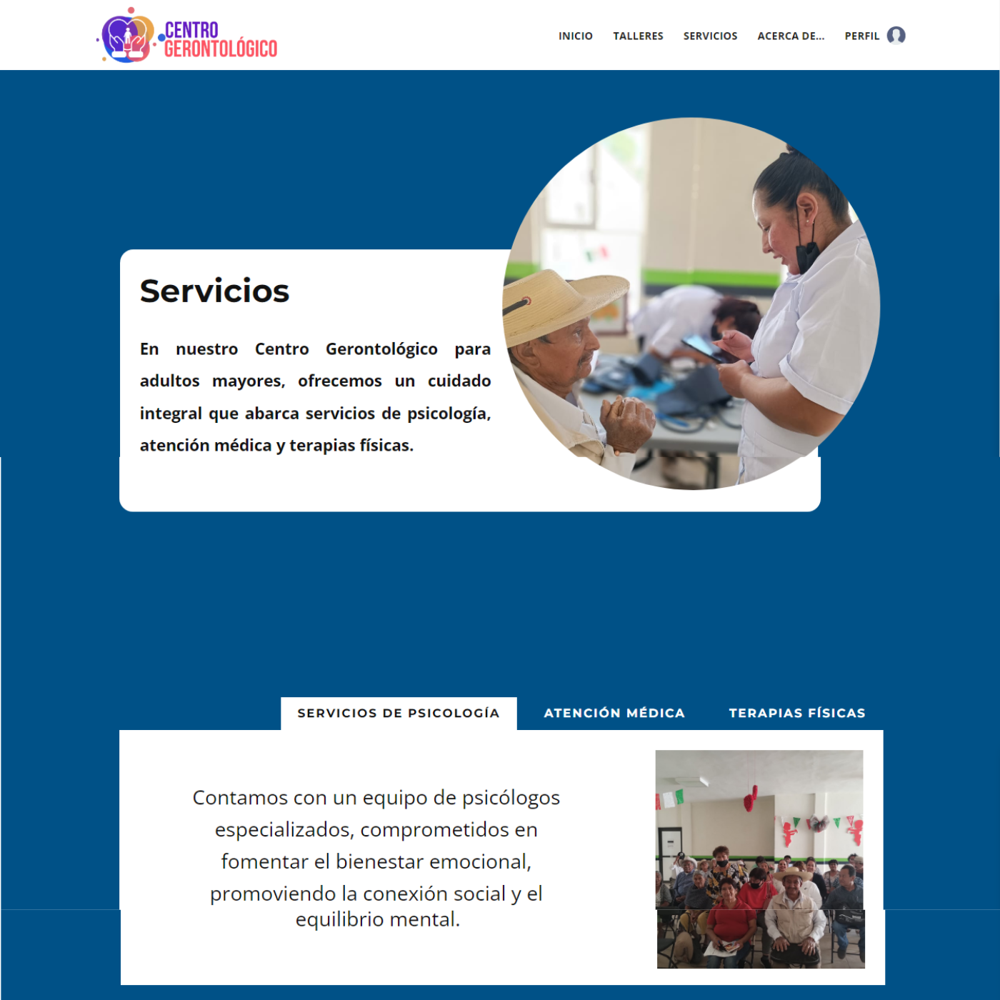 CENTRO
GERONTOLÓGICO
INICIO TALLERES SERVICIOS ACERCA DE... PERFIL
Servicios
En nuestro Centro Gerontológico para
adultos mayores, ofrecemos un cuidado
integral que abarca servicios de psicología,
atención médica y terapias físicas.
SERVICIOS DE PSICOLOGÍA ATENCIÓN MÉDICA TERAPIAS FÍSICAS
Contamos con un equipo de psicólogos
especializados, comprometidos en
fomentar el bienestar emocional,
promoviendo la conexión social y el
equilibrio mental.